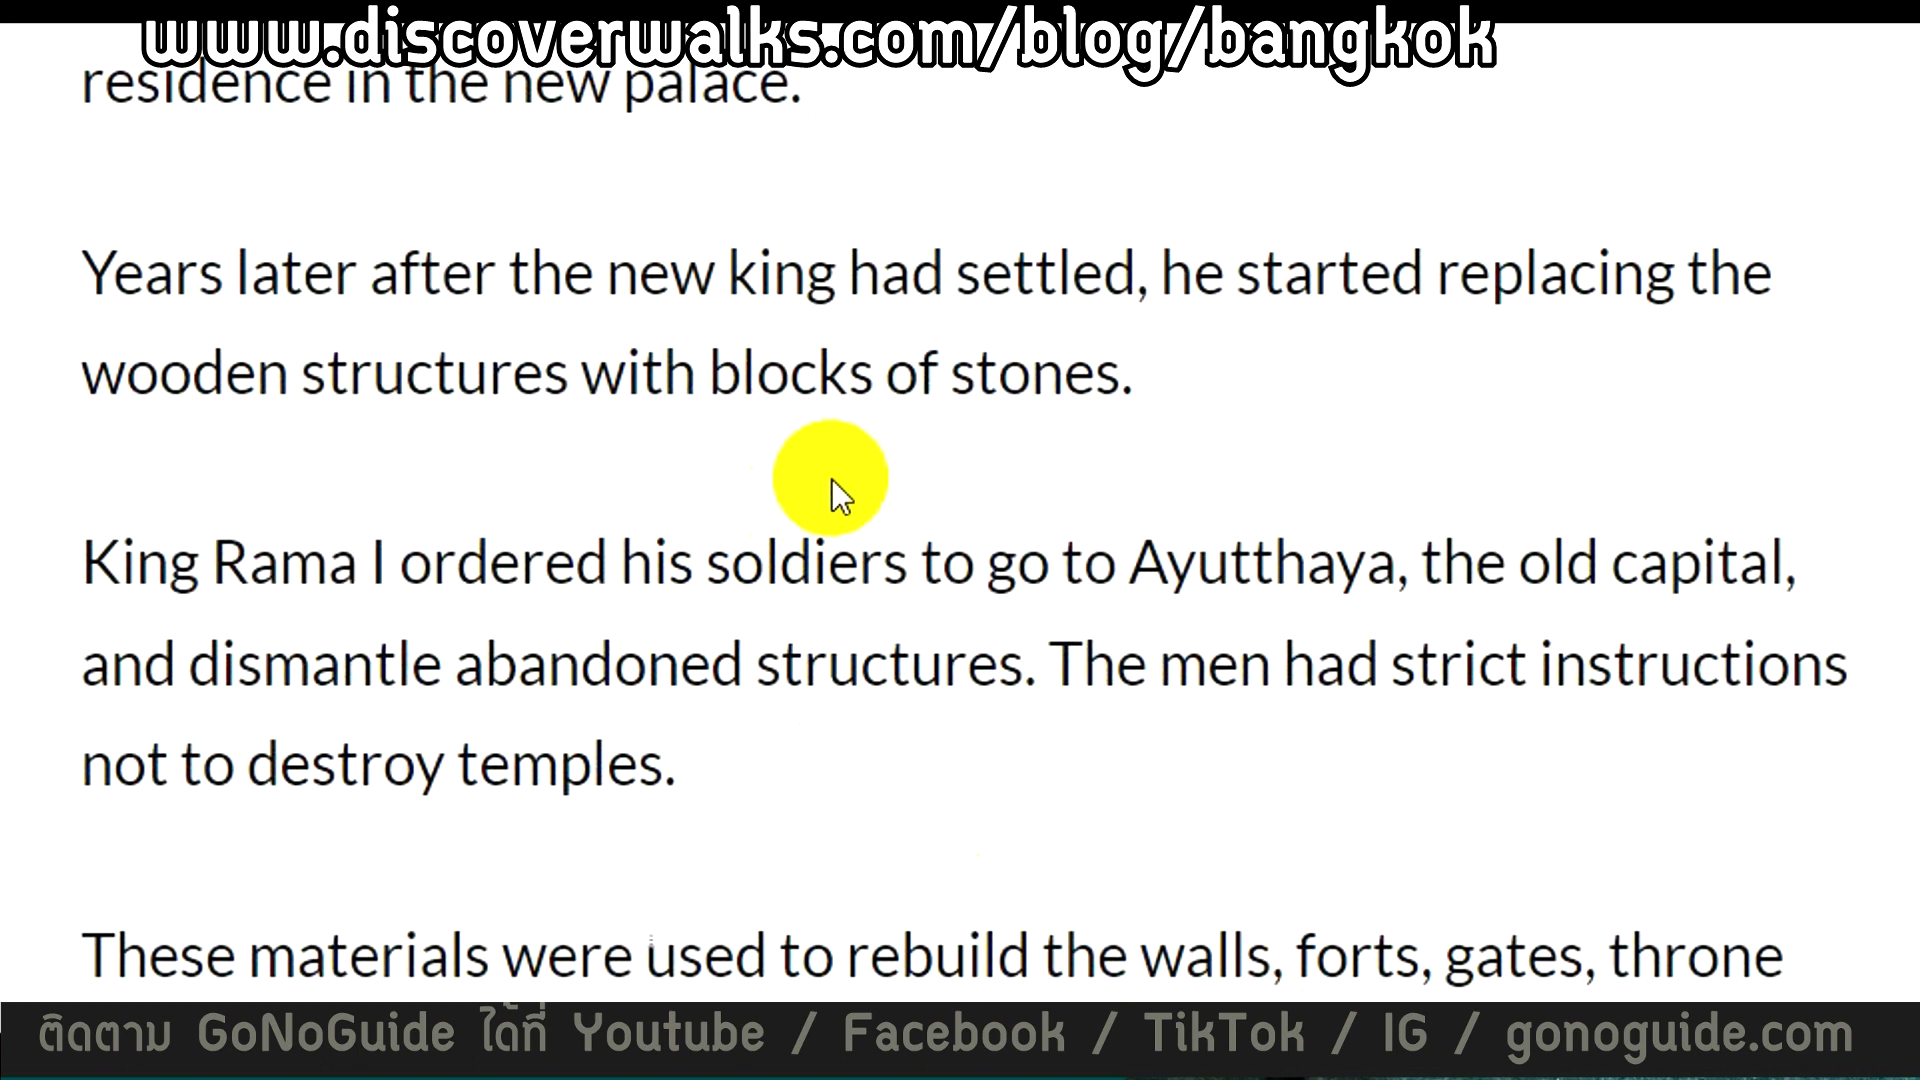 www.discoverwalks.com/blog/bangkok
residence in the new palace.
Years later after the new king had settled, he started replacing the
wooden structures with blocks of stones.
King Rama I ordered his soldiers to go to Ayutthaya, the old capital,
and dismantle abandoned structures. The men had strict instructions
not to destroy temples.
These materials were used to rebuild the walls, forts, gates, throne
ติดตาม GoNoGuide ได้ที่ Youtube / Facebook / TikTok / IG / gonoguide.com